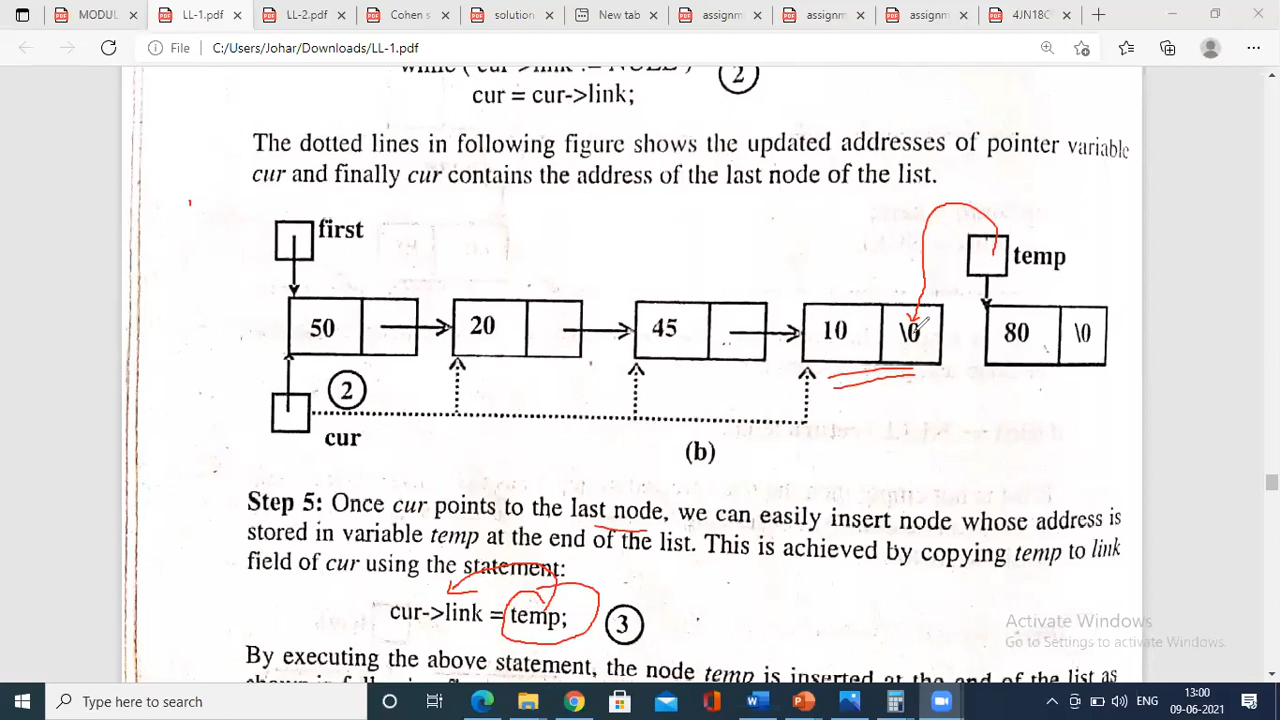 MODUL
LL-1.pdf
LL-2.pdf
Cohen s
solution
New tab
assignm
assignm
assignm
4JN18C
File
C:/Users/Johar/Downloads/LL-1.pdf
while ( cur->link != NULL ) 2
cur = cur->link;
The dotted lines in following figure shows the updated addresses of pointer variable
cur and finally cur contains the address of the last node of the list.
first
temp
50 20 45 10 \0 80 \0
2
cur
(b)
Step 5: Once cur points to the last node, we can easily insert node whose address is
stored in variable temp at the end of the list. This is achieved by copying temp to link
field of cur using the statement:
cur->link = temp; 3
By executing the above statement, the node temp is inserted at the end of the list as
Activate Windows
Go to Settings to activate Windows.
Type here to search
ENG
13:00
09-06-2021